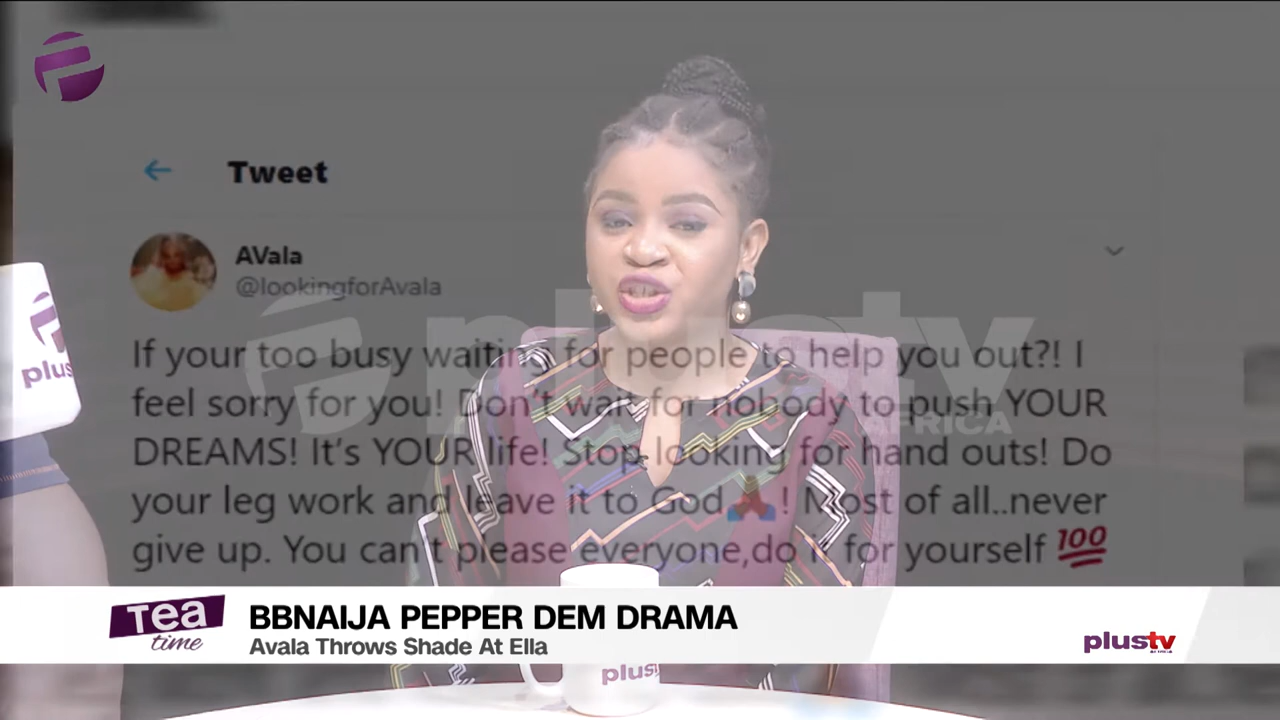 Tweet
AVala
@lookingforAvala
If your too busy waiting for people to help you out?! I
feel sorry for you! Don't wait for nobody to push YOUR
DREAMS! It's YOUR life! Stop looking for hand outs! Do
your leg work and leave it to God🙏! Most of all..never
give up. You can't please everyone,do it for yourself 💯
plustv
AFRICA
plus
Tea
time
BBNAIJA PEPPER DEM DRAMA
Avala Throws Shade At Ella
plustv
plus